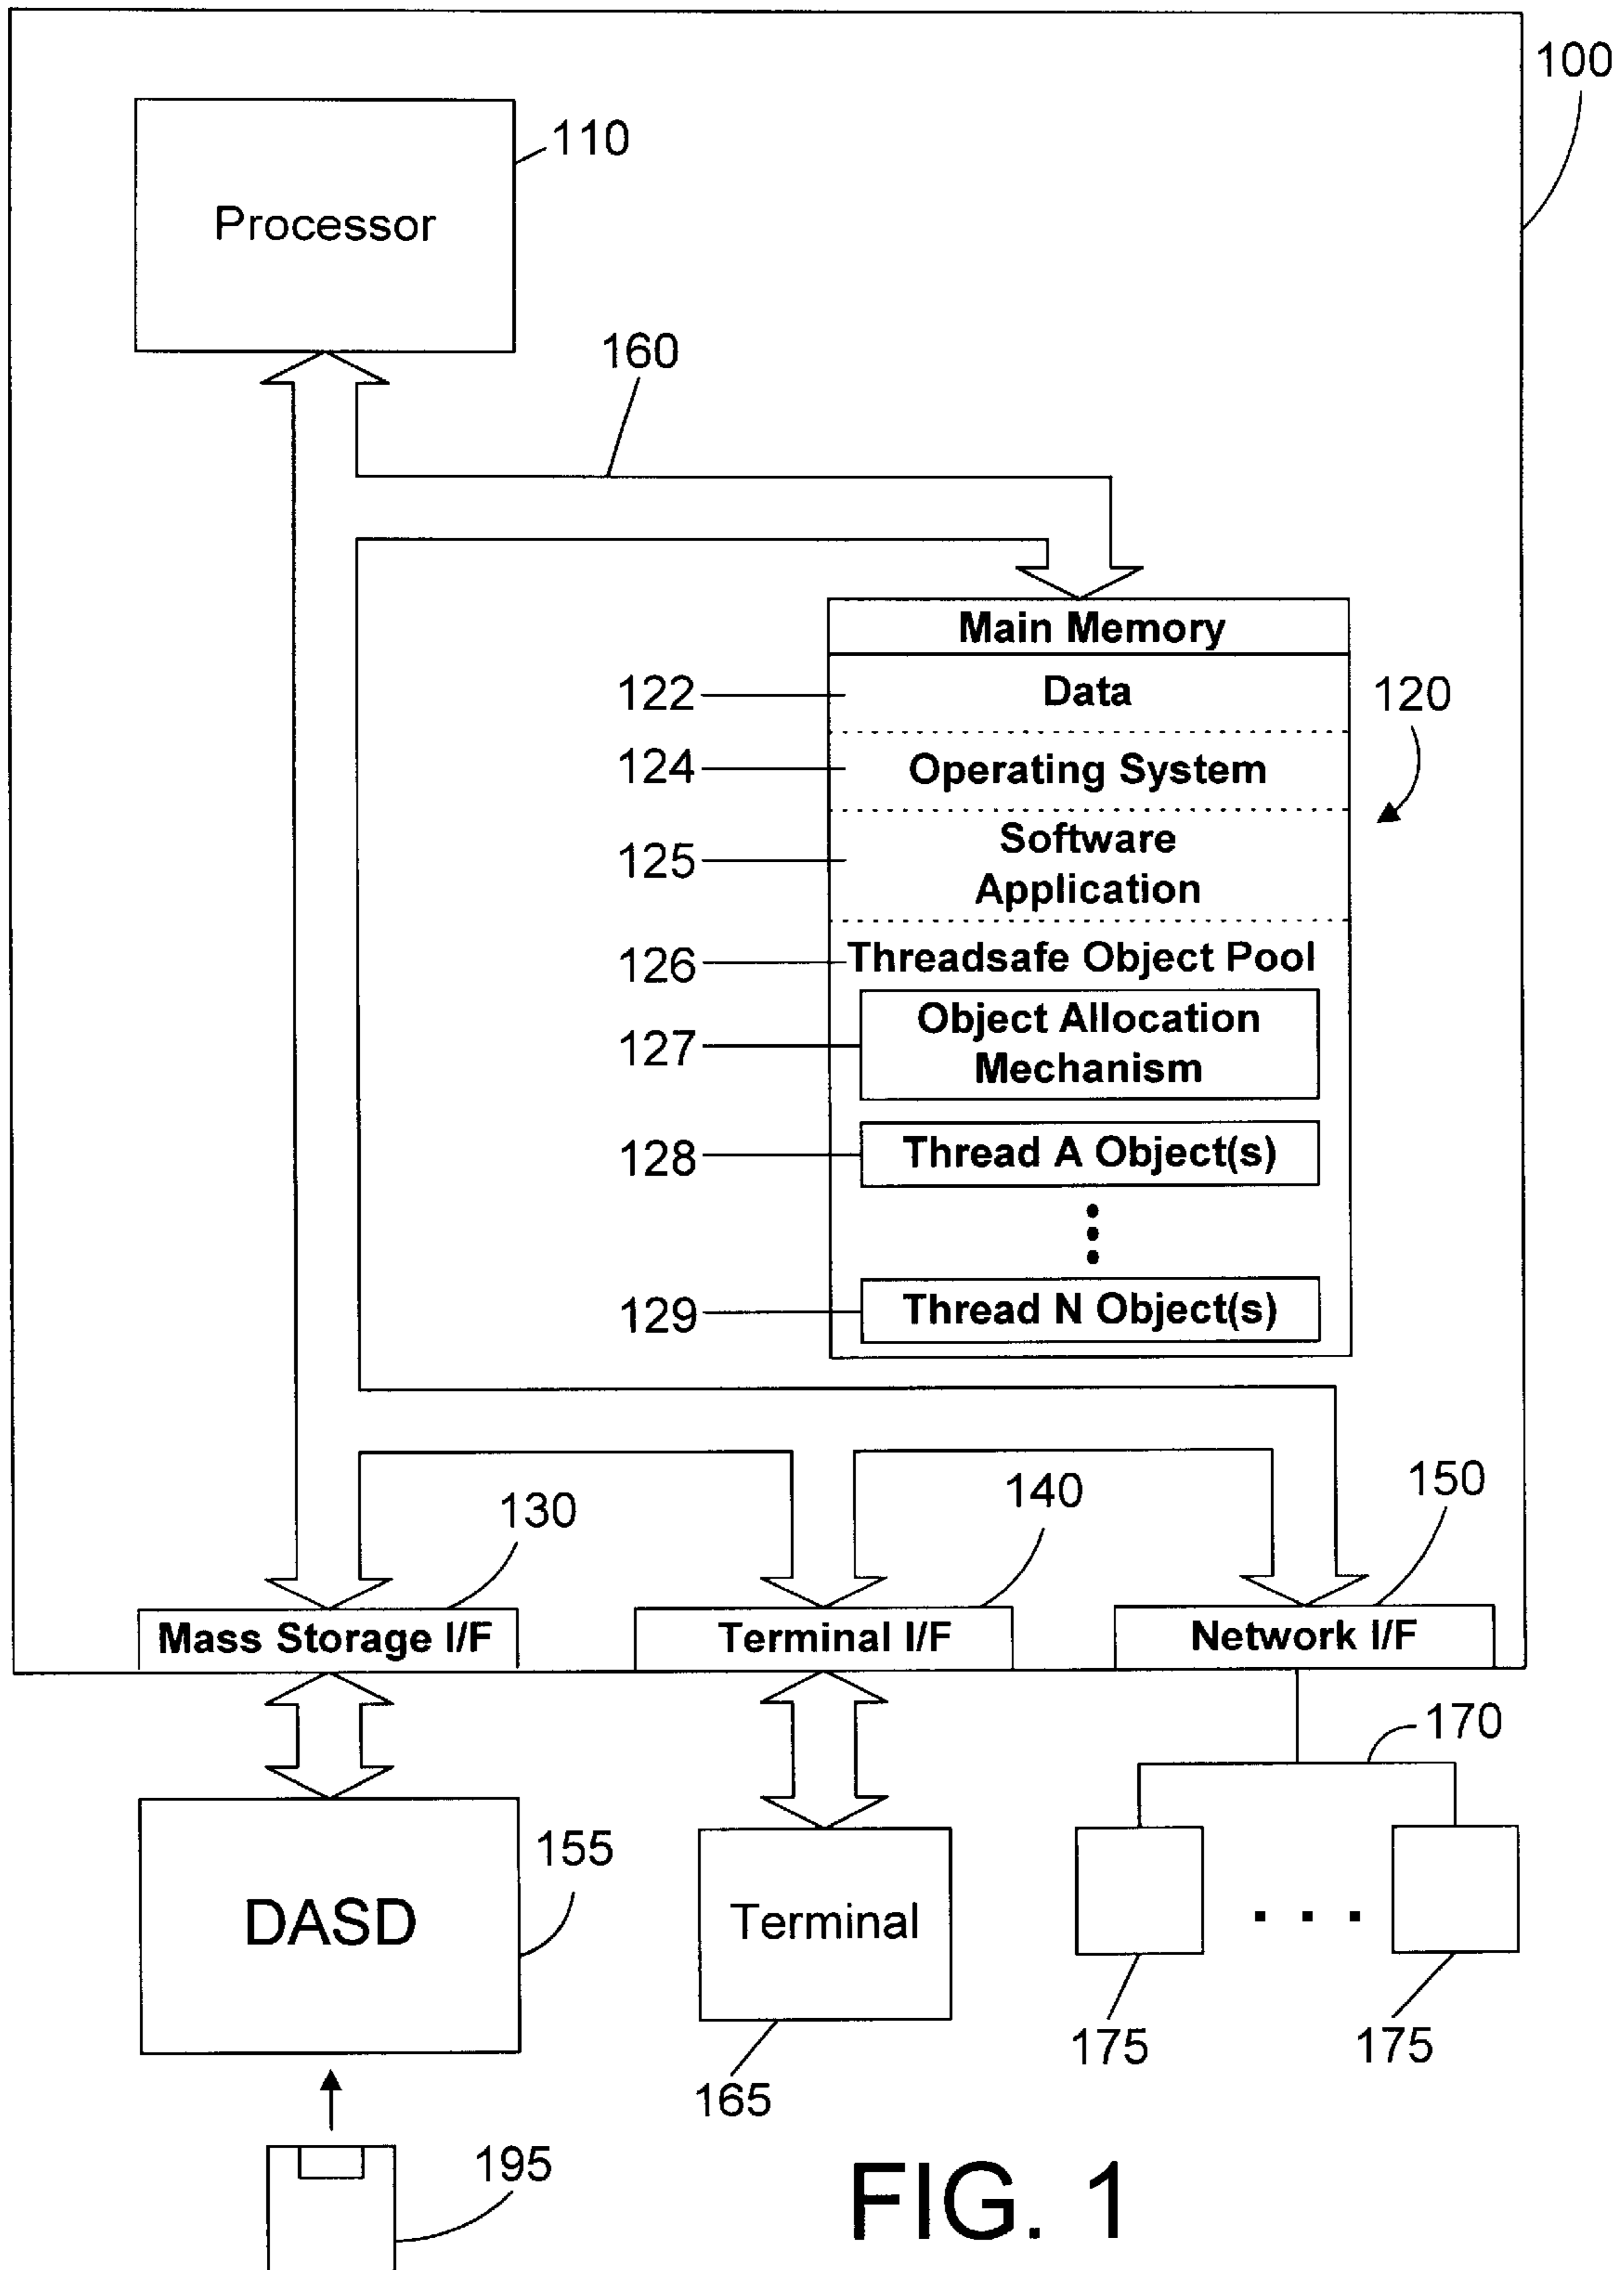 100
110
Processor
160
Main Memory
122
Data
120
124
Operating System
125
Software
Application
126
Threadsafe Object Pool
127
Object Allocation
Mechanism
128
Thread A Object(s)
129
Thread N Object(s)
130
140
150
Mass Storage I/F
Terminal I/F
Network I/F
170
155
DASD
Terminal
175
175
165
195
FIG. 1